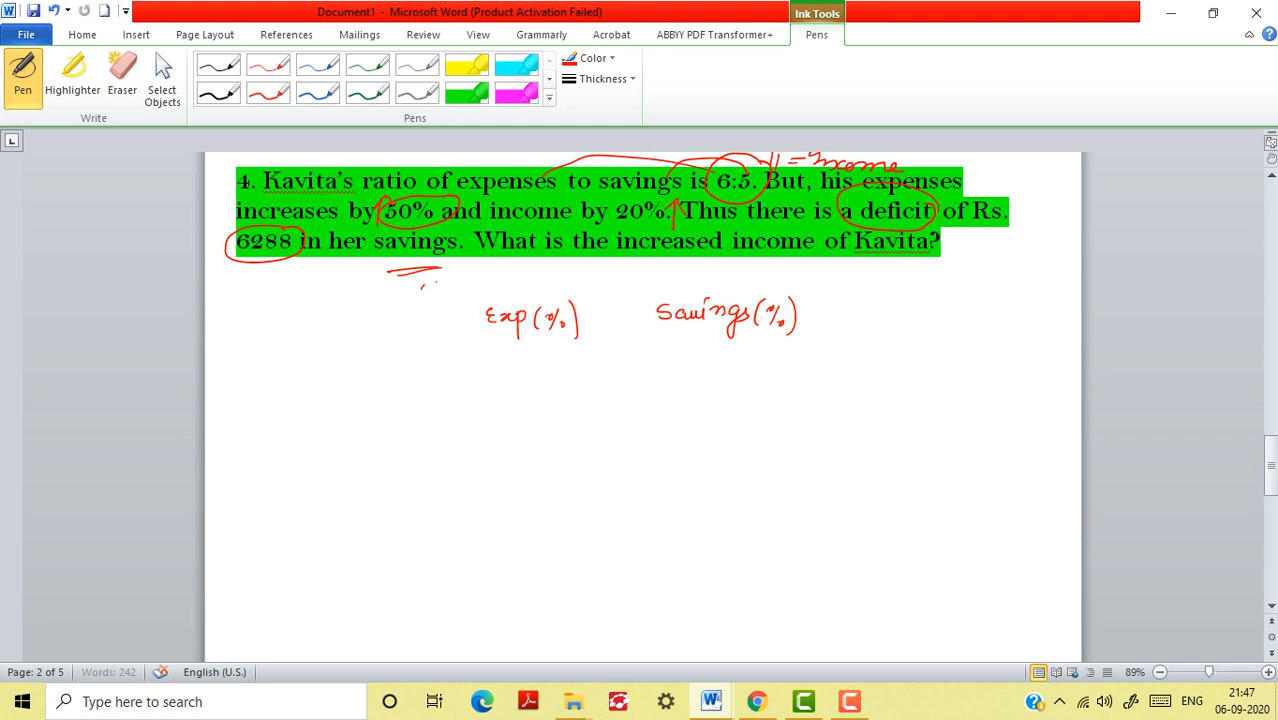 Document1 - Microsoft Word (Product Activation Failed)
Ink Tools
File Home Insert Page Layout References Mailings Review View Grammarly Acrobat ABBYY PDF Transformer+ Pens
Pen Highlighter Eraser Select Objects
Color
Thickness
Write Pens
11 = Income
4. Kavita's ratio of expenses to savings is 6:5. But, his expenses
increases by 50% and income by 20%. Thus there is a deficit of Rs.
6288 in her savings. What is the increased income of Kavita?
Exp (%) Savings (%)
Page: 2 of 5 Words: 242 English (U.S.) 89%
Type here to search ENG 21:47
06-09-2020